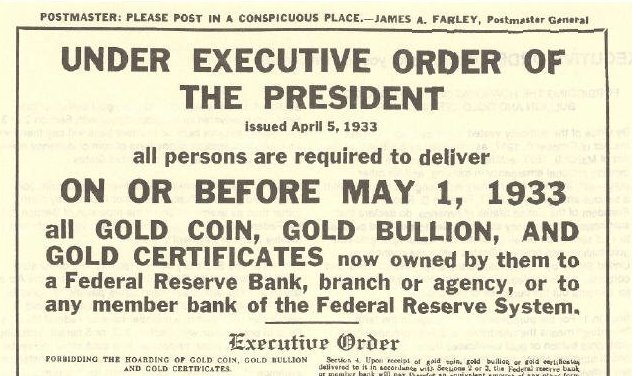 POSTMASTER: PLEASE POST IN A CONSPICUOUS PLACE.—JAMES A. FARLEY, Postmaster General
UNDER EXECUTIVE ORDER OF
THE PRESIDENT
issued April 5, 1933
all persons are required to deliver
ON OR BEFORE MAY 1, 1933
all GOLD COIN, GOLD BULLION, AND
GOLD CERTIFICATES now owned by them to
a Federal Reserve Bank, branch or agency, or to
any member bank of the Federal Reserve System.
Executive Order
FORBIDDING THE HOARDING OF GOLD COIN, GOLD BULLION
AND GOLD CERTIFICATES.
Section 4. Upon receipt of gold coin, gold bullion or gold certificates
delivered to it in accordance with Sections 2 or 3, the Federal reserve bank
or member bank will pay therefor an equivalent amount of any other form